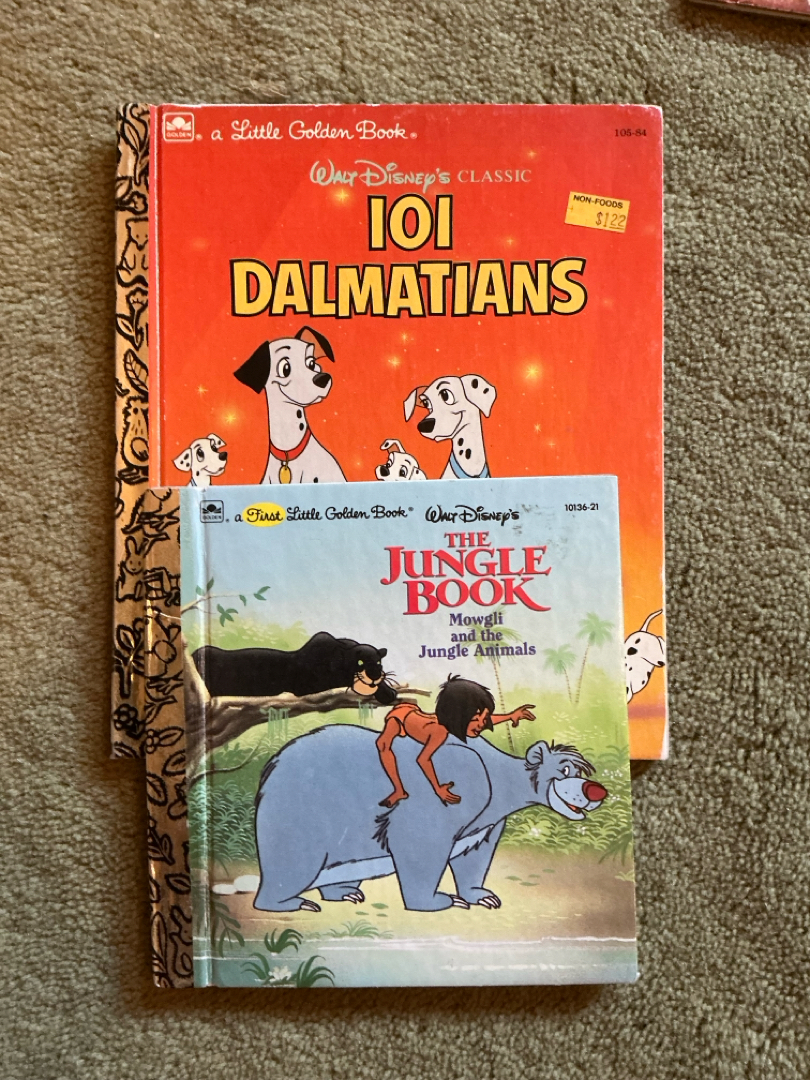 GOLDEN ® a Little Golden Book ® 105-84
WALT DISNEY'S CLASSIC
NON-FOODS
$1.22
101
DALMATIANS
GOLDEN ® a First Little Golden Book® WALT DISNEY'S 10136-21
THE
JUNGLE
BOOK
Mowgli
and the
Jungle Animals